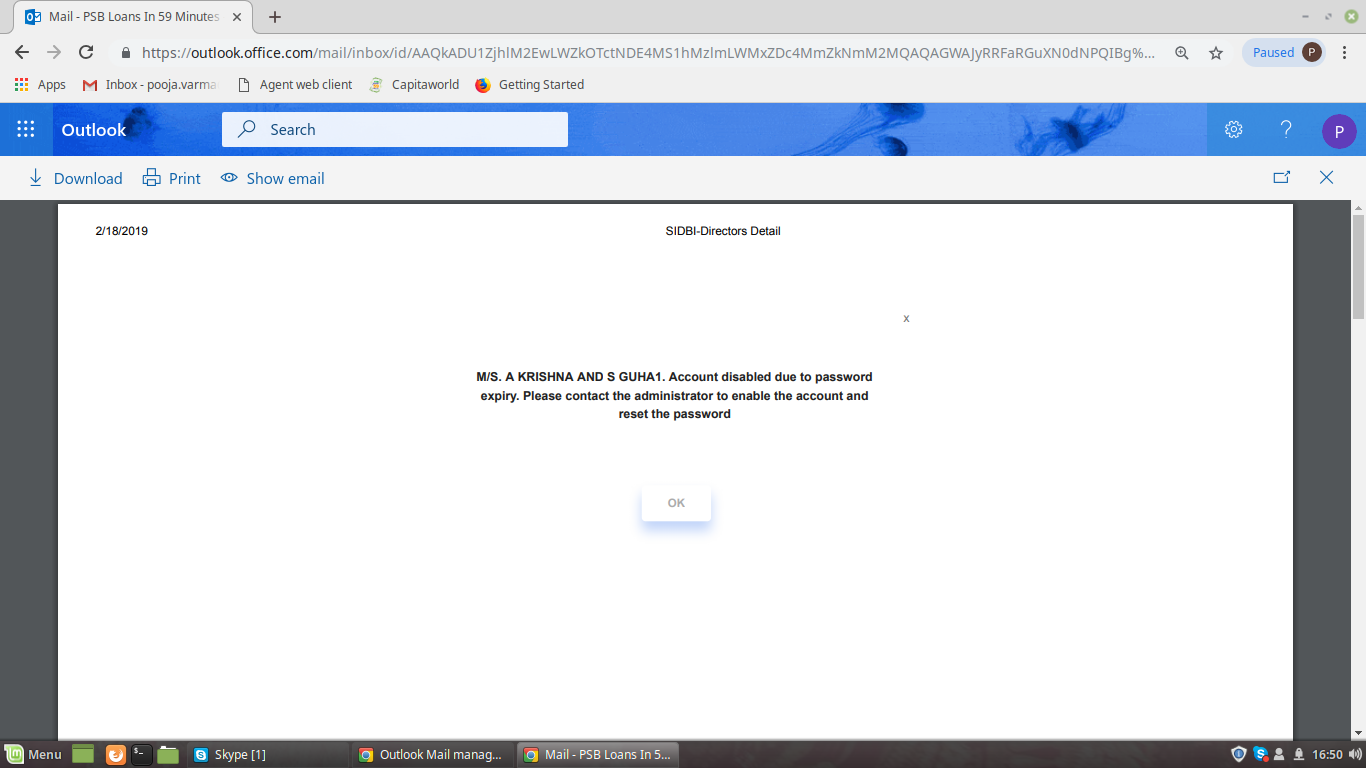 Mail - PSB Loans In 59 Minutes
https://outlook.office.com/mail/inbox/id/AAQkADU1ZjhlM2EwLWZkOTctNDE4MS1hMzlmLWMxZDc4MmZkNmM2MQAQAGWAJyRRFaRGuXN0dNPQIBg%...
Paused P
Apps Inbox - pooja.varma Agent web client Capitaworld Getting Started
Outlook Search ? P
Download Print Show email
2/18/2019 SIDBI-Directors Detail
x
M/S. A KRISHNA AND S GUHA1. Account disabled due to password
expiry. Please contact the administrator to enable the account and
reset the password
OK
Menu Skype [1] Outlook Mail manag... Mail - PSB Loans In 5... 16:50